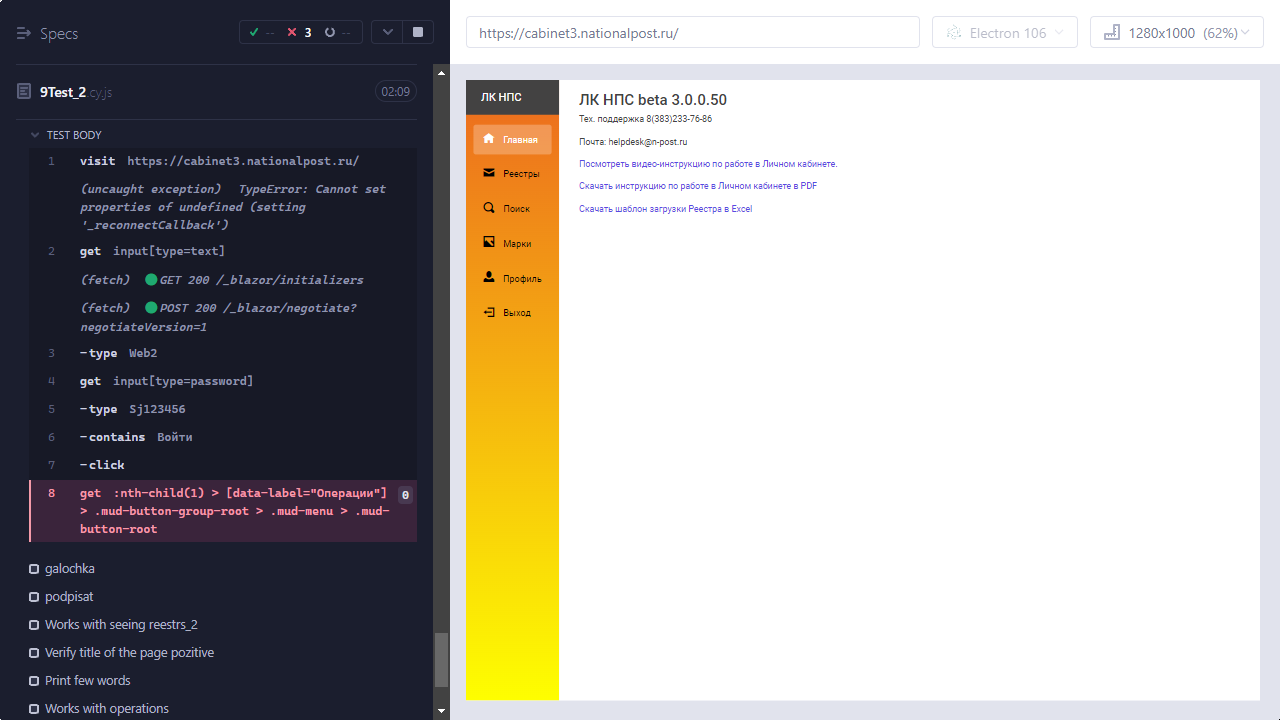 Specs
-- 3 --
9Test_2.cy.js
02:09
TEST BODY
1 visit https://cabinet3.nationalpost.ru/
(uncaught exception) TypeError: Cannot set
properties of undefined (setting
'_reconnectCallback')
2 get input[type=text]
(fetch) GET 200 /_blazor/initializers
(fetch) POST 200 /_blazor/negotiate?
negotiateVersion=1
3 -type Web2
4 get input[type=password]
5 -type Sj123456
6 -contains Войти
7 -click
8 get :nth-child(1) > [data-label="Операции"] 0
> .mud-button-group-root > .mud-menu > .mud-
button-root
galochka
podpisat
Works with seeing reestrs_2
Verify title of the page pozitive
Print few words
Works with operations
https://cabinet3.nationalpost.ru/
Electron 106
1280x1000 (62%)
ЛК НПС
Главная
Реестры
Поиск
Марки
Профиль
Выход
ЛК НПС beta 3.0.0.50
Тех. поддержка 8(383)233-76-86
Почта: helpdesk@n-post.ru
Посмотреть видео-инструкцию по работе в Личном кабинете.
Скачать инструкцию по работе в Личном кабинете в PDF
Скачать шаблон загрузки Реестра в Excel